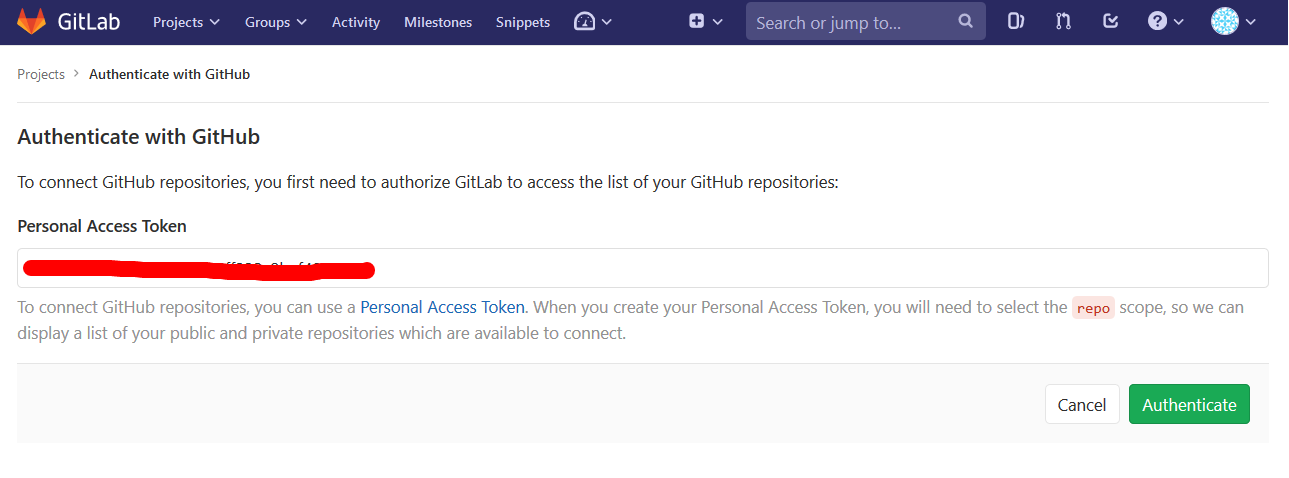 GitLab Projects Groups Activity Milestones Snippets Search or jump to...
Projects > Authenticate with GitHub
Authenticate with GitHub
To connect GitHub repositories, you first need to authorize GitLab to access the list of your GitHub repositories:
Personal Access Token
To connect GitHub repositories, you can use a Personal Access Token. When you create your Personal Access Token, you will need to select the repo scope, so we can
display a list of your public and private repositories which are available to connect.
Cancel Authenticate